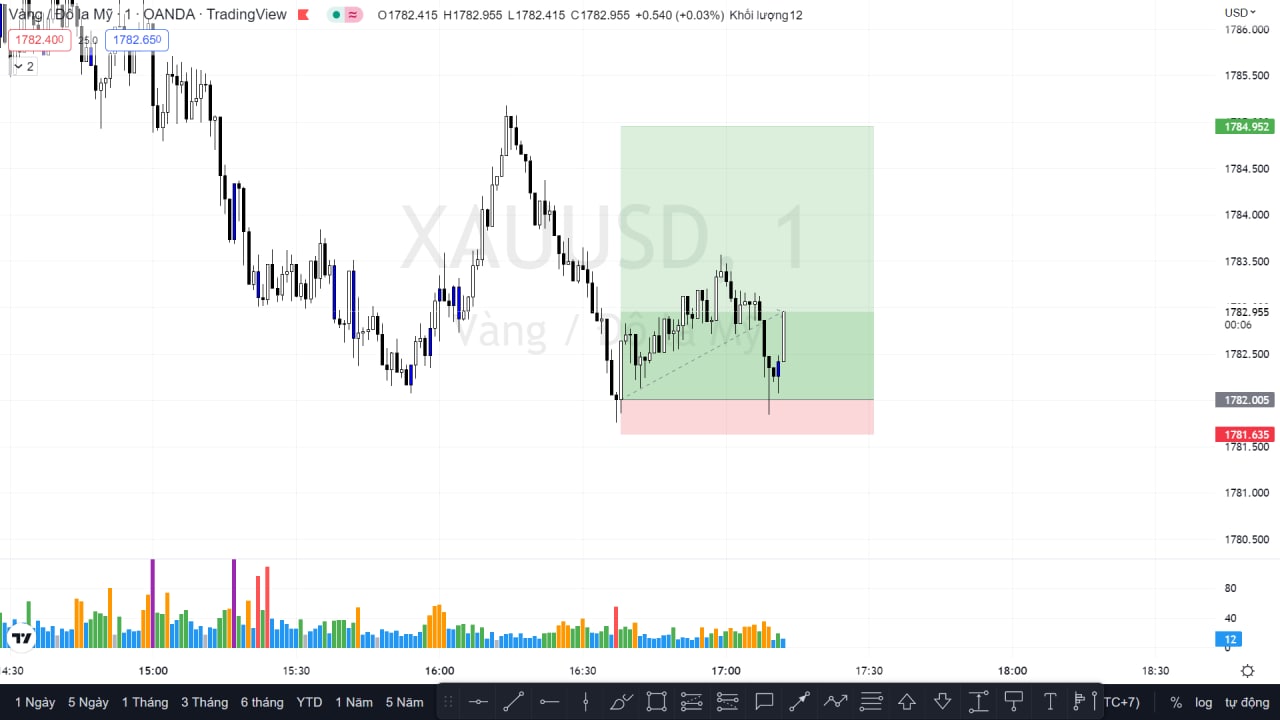 Vàng / Đô la Mỹ · 1 · OANDA · TradingView O1782.415 H1782.955 L1782.415 C1782.955 +0.540 (+0.03%) Khối lượng12
1782.400 25.0 1782.650
2
USD
1786.000
1785.500
1784.952
1784.500
1784.000
1783.500
1782.955
00:06
1782.500
1782.005
1781.635
1781.500
1781.000
1780.500
XAUUSD, 1
Vàng / Đô la Mỹ
80
40
12
0
14:30 15:00 15:30 16:00 16:30 17:00 17:30 18:00 18:30
1 Ngày 5 Ngày 1 Tháng 3 Tháng 6 tháng YTD 1 Năm 5 Năm T TC+7) % log tự động